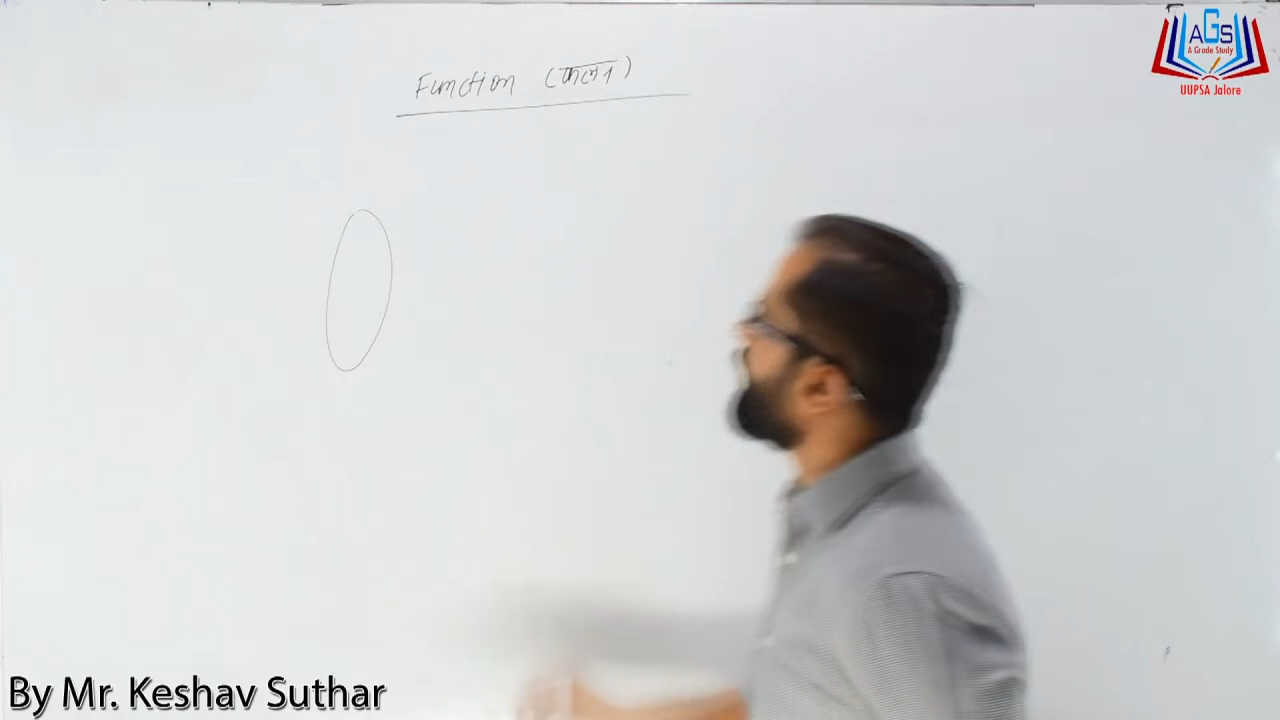 Function (फलन)
AGS
A Grade Study
UUPSA Jalore
By Mr. Keshav Suthar